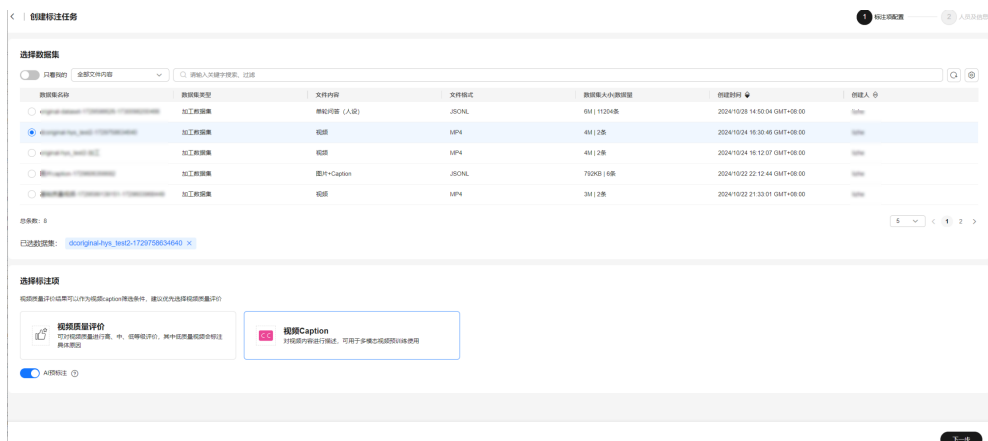 创建标注任务
1 标注项配置
2 人员及信息
选择数据集
只看我的 全部文件内容 请输入关键字搜索、过滤
数据集名称 数据集类型 文件内容 文件格式 数据集大小|数据量 创建时间 创建人
加工数据集 单轮问答（人设） JSONL 6M | 11204条 2024/10/28 14:50:04 GMT+08:00
加工数据集 视频 MP4 4M | 2条 2024/10/24 16:30:46 GMT+08:00
加工数据集 视频 MP4 4M | 2条 2024/10/24 16:12:07 GMT+08:00
加工数据集 图片+Caption JSONL 792KB | 6条 2024/10/22 22:12:44 GMT+08:00
加工数据集 视频 MP4 3M | 2条 2024/10/22 21:33:01 GMT+08:00
总条数：8
5 1 2
已选数据集： dcoriginal-hys_test2-1729758634640 ×
选择标注项
视频质量评价结果可以作为视频caption筛选条件，建议优先选择视频质量评价
视频质量评价
可对视频质量进行高、中，低等级评价，其中低质量视频会标注
具体原因
CC 视频Caption
对视频内容进行描述，可用于多模态视频预训练使用
AI预标注
下一步